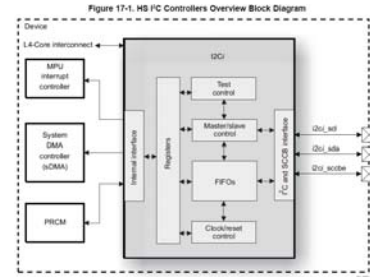 Figure 17-1. HS I²C Controllers Overview Block Diagram
Device
L4-Core interconnect
I2Ci
MPU
interrupt
controller
System
DMA
controller
(sDMA)
PRCM
Internal interface
Registers
Test
control
Master/slave
control
FIFOs
Clock/reset
control
I²C and SCCB interface
i2ci_scl
i2ci_sda
i2ci_sccbe